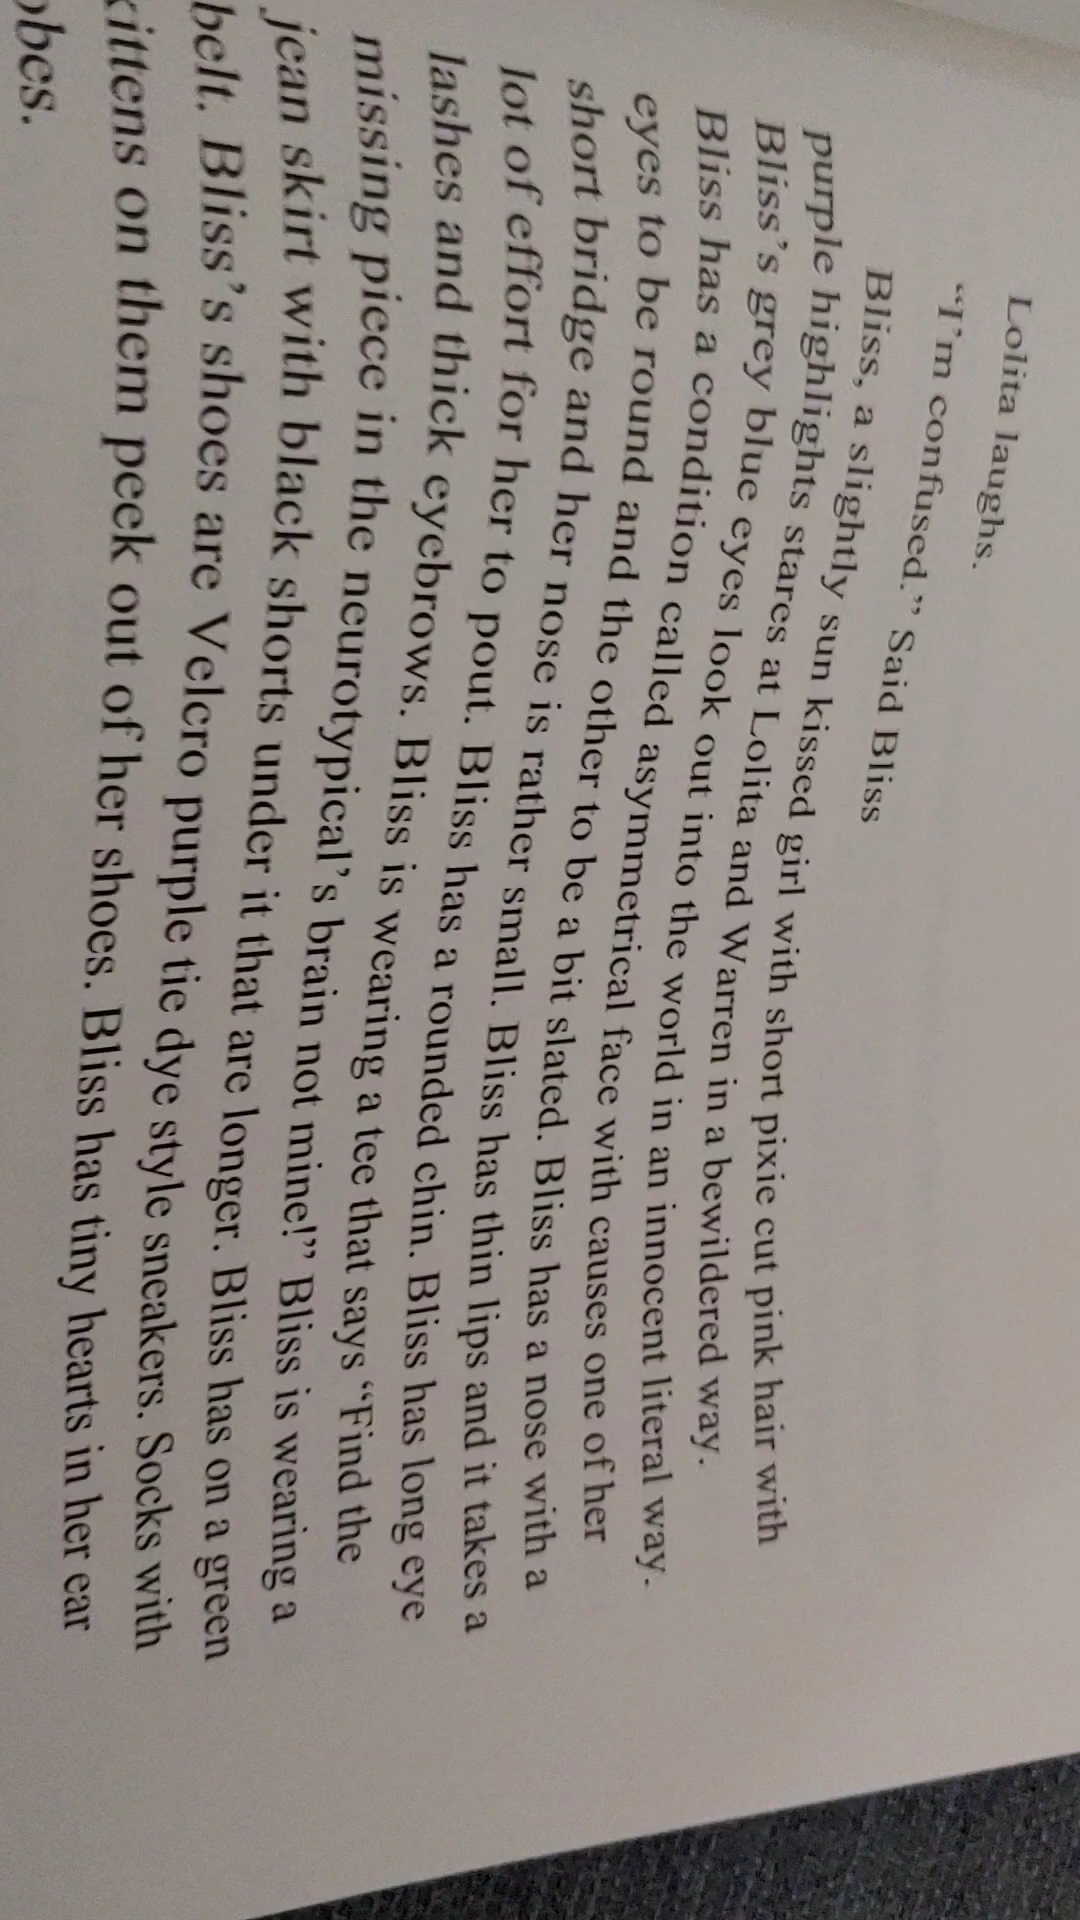 Lolita laughs.
"I'm confused." Said Bliss
Bliss, a slightly sun kissed girl with short pixie cut pink hair with
purple highlights stares at Lolita and Warren in a bewildered way.
Bliss's grey blue eyes look out into the world in an innocent literal way.
Bliss has a condition called asymmetrical face with causes one of her
eyes to be round and the other to be a bit slated. Bliss has a nose with a
short bridge and her nose is rather small. Bliss has thin lips and it takes a
lot of effort for her to pout. Bliss has a rounded chin. Bliss has long eye
lashes and thick eyebrows. Bliss is wearing a tee that says "Find the
missing piece in the neurotypical's brain not mine!" Bliss is wearing a
jean skirt with black shorts under it that are longer. Bliss has on a green
belt. Bliss's shoes are Velcro purple tie dye style sneakers. Socks with
kittens on them peek out of her shoes. Bliss has tiny hearts in her ear
obes.